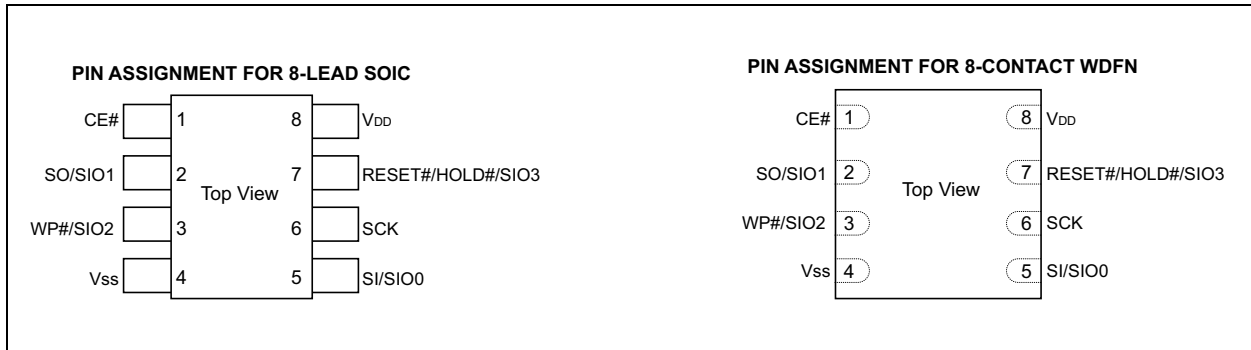 PIN ASSIGNMENT FOR 8-LEAD SOIC
CE# 1 8 VDD
SO/SIO1 2 7 RESET#/HOLD#/SIO3
Top View
WP#/SIO2 3 6 SCK
Vss 4 5 SI/SIO0
PIN ASSIGNMENT FOR 8-CONTACT WDFN
CE# 1 8 VDD
SO/SIO1 2 7 RESET#/HOLD#/SIO3
Top View
WP#/SIO2 3 6 SCK
Vss 4 5 SI/SIO0